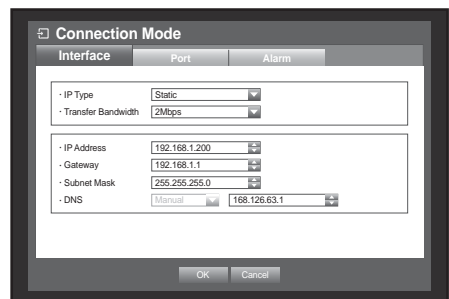 Connection Mode
Interface Port Alarm
· IP Type Static
· Transfer Bandwidth 2Mbps
· IP Address 192.168.1.200
· Gateway 192.168.1.1
· Subnet Mask 255.255.255.0
· DNS Manual 168.126.63.1
OK Cancel